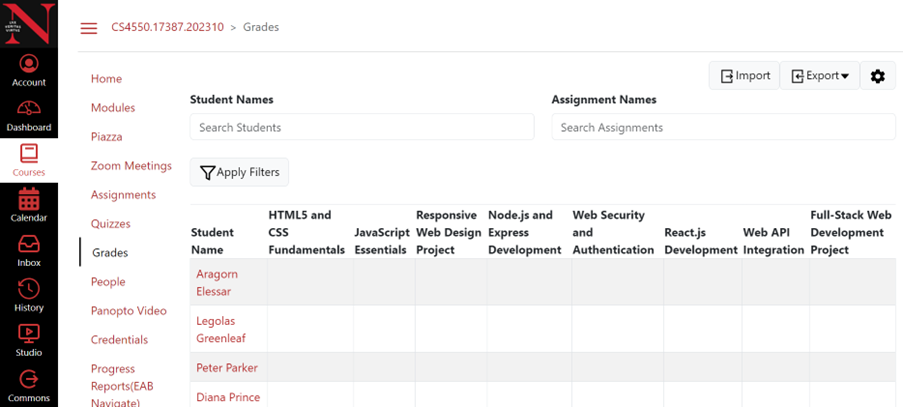 N
LUX
VERITAS
VIRTUS
Account
Dashboard
Courses
Calendar
Inbox
History
Studio
Commons
CS4550.17387.202310 > Grades
Home
Modules
Piazza
Zoom Meetings
Assignments
Quizzes
Grades
People
Panopto Video
Credentials
Progress
Reports(EAB
Navigate)
Import
Export
Student Names
Assignment Names
Search Students
Search Assignments
Apply Filters
Student
Name
HTML5 and
CSS
Fundamentals
JavaScript
Essentials
Responsive
Web Design
Project
Node.js and
Express
Development
Web Security
and
Authentication
React.js
Development
Web API
Integration
Full-Stack Web
Development
Project
Aragorn
Elessar
Legolas
Greenleaf
Peter Parker
Diana Prince